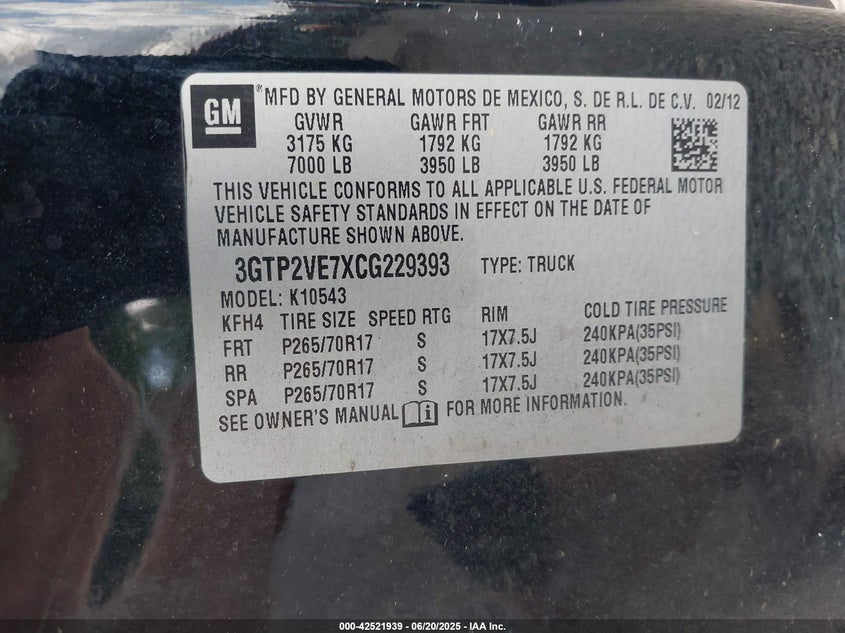 GM
® MFD BY GENERAL MOTORS DE MEXICO, S. DE R.L. DE C.V. 02/12
GVWR GAWR FRT GAWR RR
3175 KG 1792 KG 1792 KG
7000 LB 3950 LB 3950 LB
THIS VEHICLE CONFORMS TO ALL APPLICABLE U.S. FEDERAL MOTOR
VEHICLE SAFETY STANDARDS IN EFFECT ON THE DATE OF
MANUFACTURE SHOWN ABOVE.
3GTP2VE7XCG229393 TYPE: TRUCK
MODEL: K10543
KFH4 TIRE SIZE SPEED RTG RIM COLD TIRE PRESSURE
FRT P265/70R17 S 17X7.5J 240KPA(35PSI)
RR P265/70R17 S 17X7.5J 240KPA(35PSI)
SPA P265/70R17 S 17X7.5J 240KPA(35PSI)
SEE OWNER'S MANUAL FOR MORE INFORMATION.
000-42521939 - 06/20/2025 - IAA Inc.